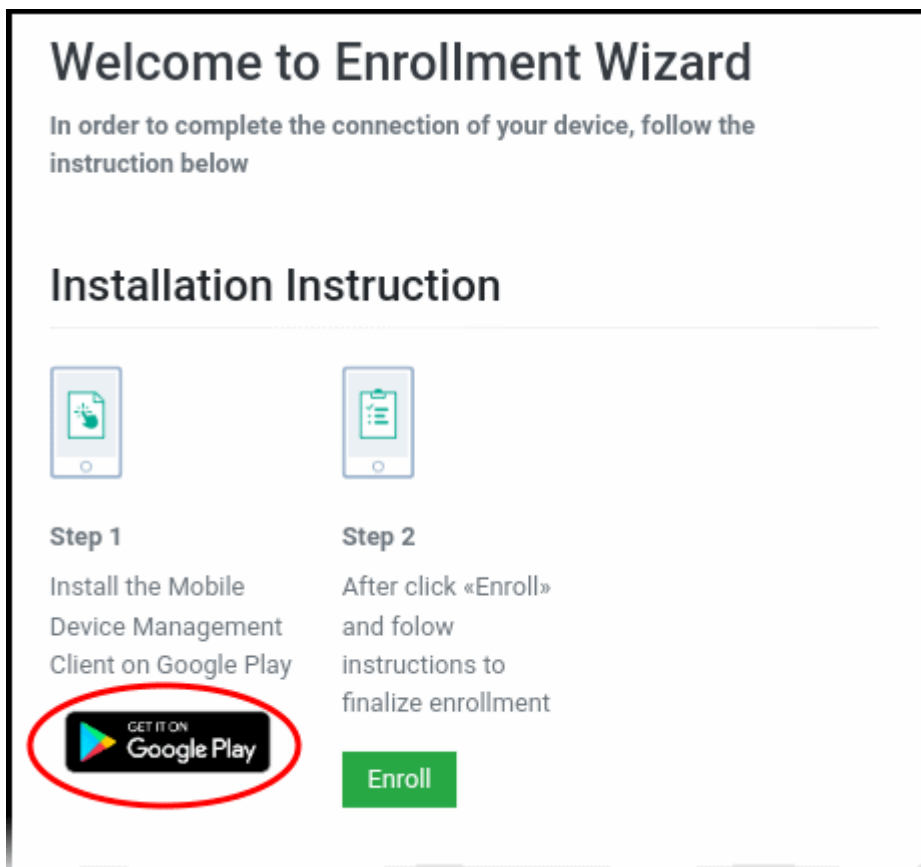 Welcome to Enrollment Wizard
In order to complete the connection of your device, follow the
instruction below
Installation Instruction
Step 1
Install the Mobile
Device Management
Client on Google Play
GET IT ON
Google Play
Step 2
After click «Enroll»
and folow
instructions to
finalize enrollment
Enroll